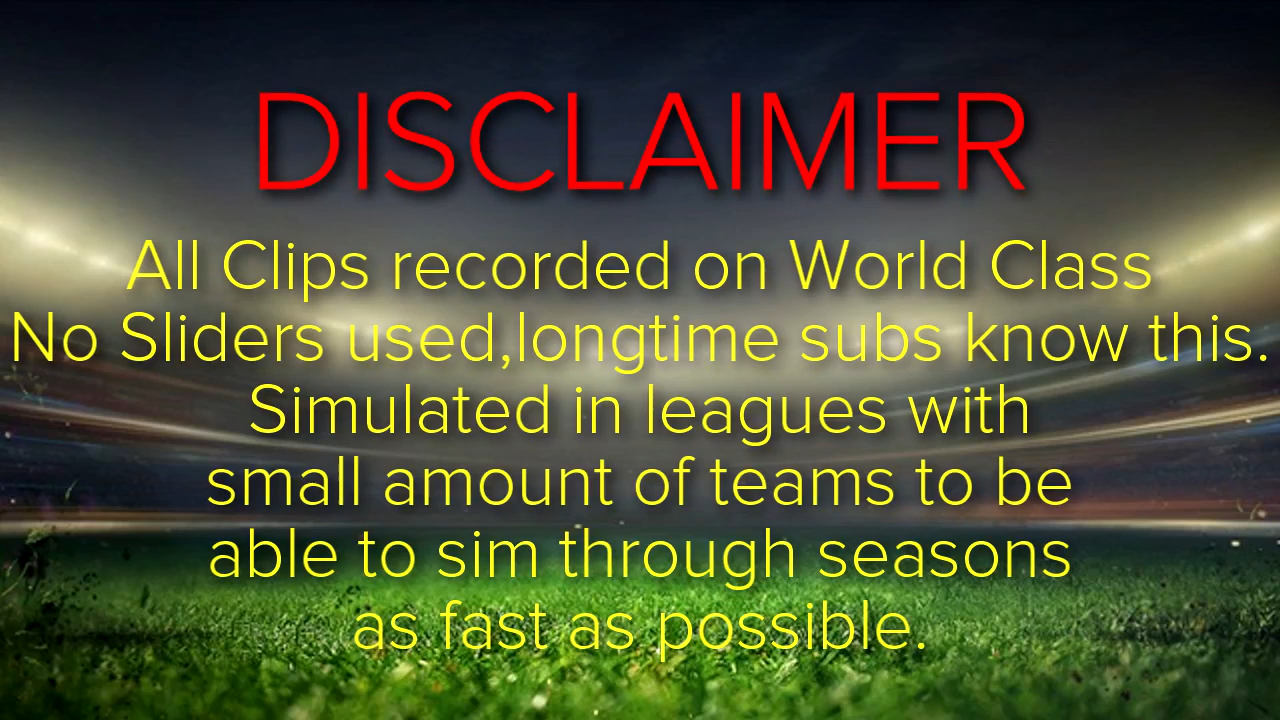 DISCLAIMER
All Clips recorded on World Class
No Sliders used,longtime subs know this.
Simulated in leagues with
small amount of teams to be
able to sim through seasons
as fast as possible.